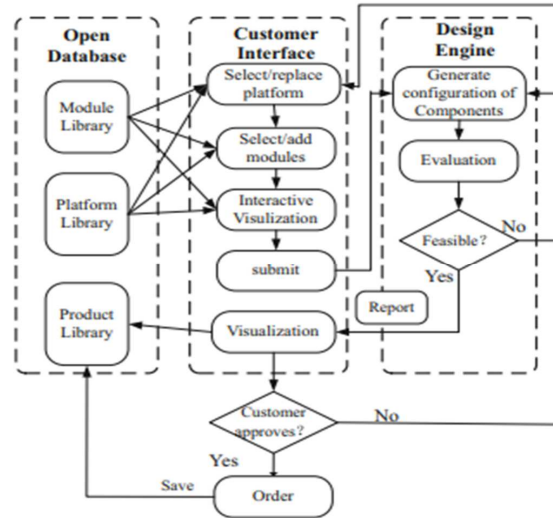 Open
Database
Customer
Interface
Design
Engine
Module
Library
Platform
Library
Product
Library
Select/replace
platform
Select/add
modules
Interactive
Visulization
submit
Visualization
Generate
configuration of
Components
Evaluation
Feasible?
No
Yes
Report
Customer
approves?
No
Yes
Save
Order